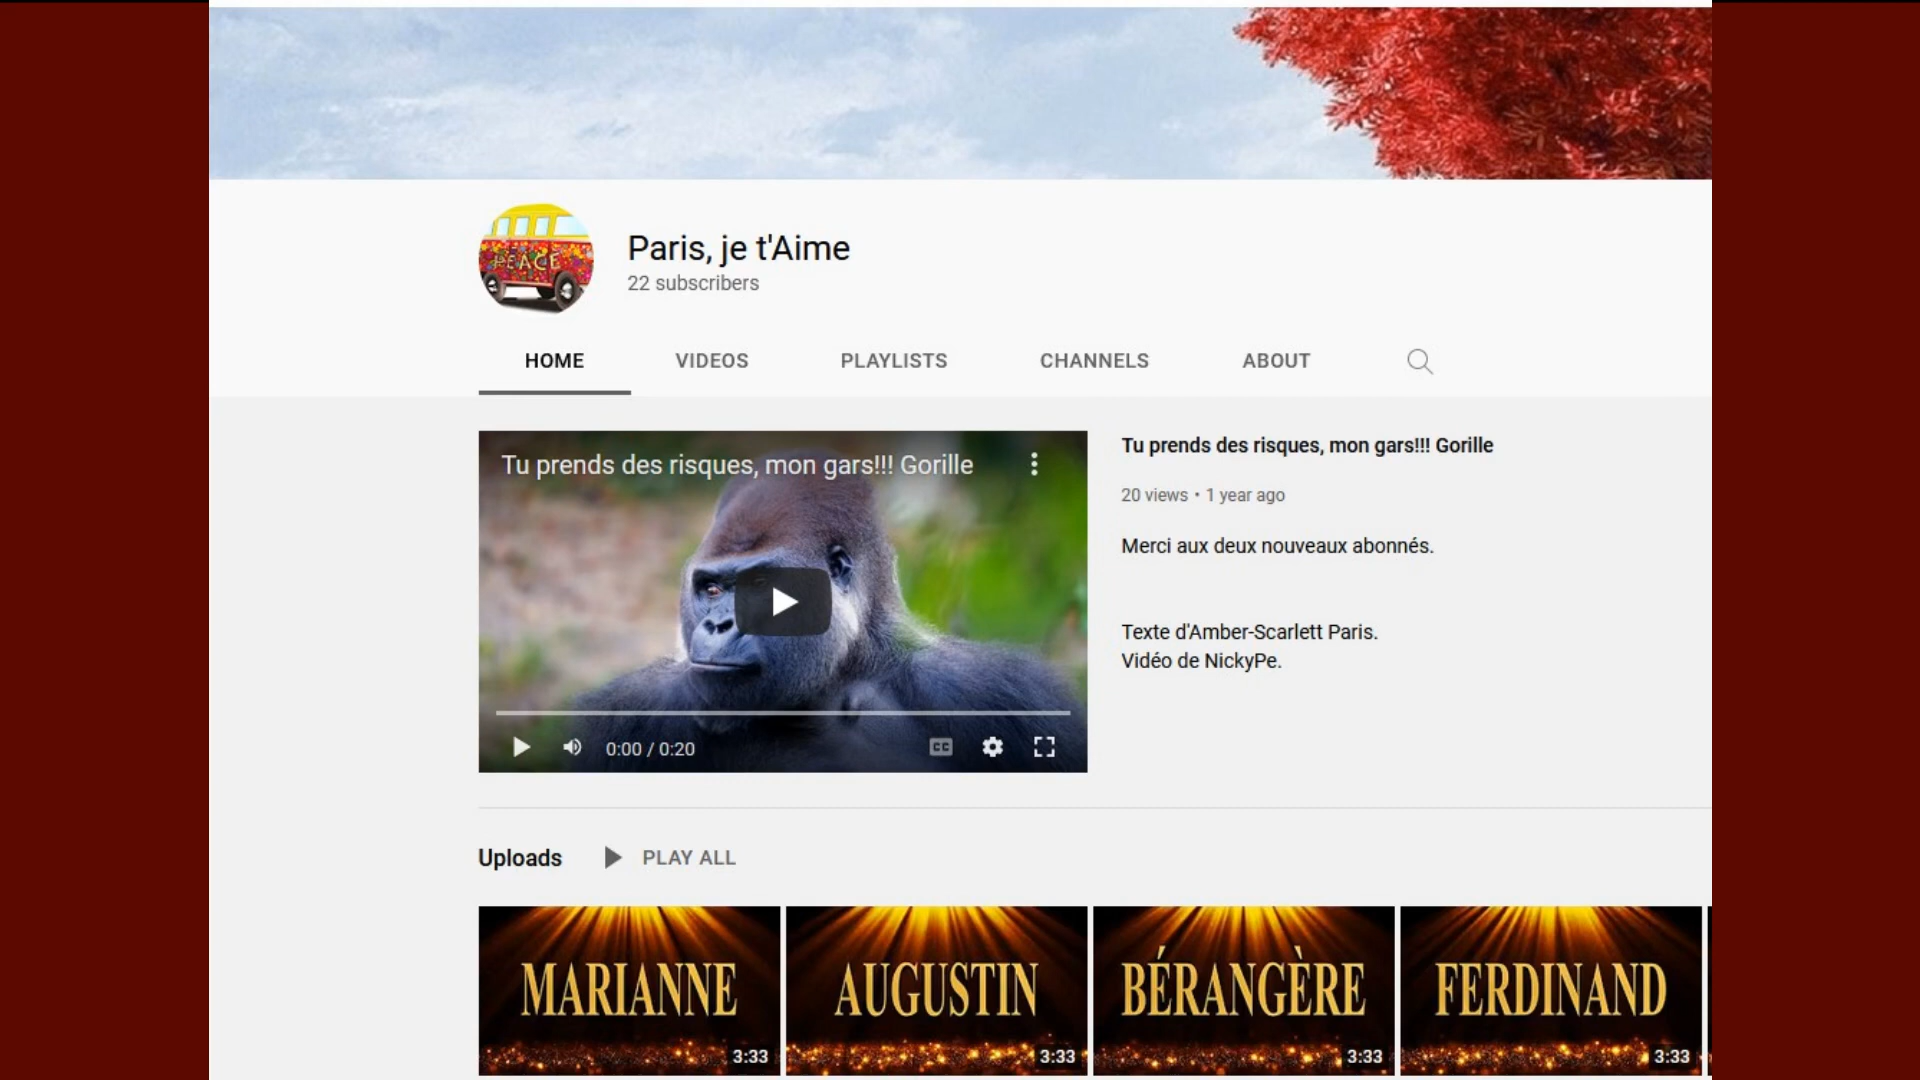 PEACE
Paris, je t'Aime
22 subscribers
HOME VIDEOS PLAYLISTS CHANNELS ABOUT
Tu prends des risques, mon gars!!! Gorille
0:00 / 0:20
CC
Tu prends des risques, mon gars!!! Gorille
20 views • 1 year ago
Merci aux deux nouveaux abonnés.
Texte d'Amber-Scarlett Paris.
Vidéo de NickyPe.
Uploads PLAY ALL
MARIANNE
3:33
AUGUSTIN
3:33
BÉRANGÈRE
3:33
FERDINAND
3:33